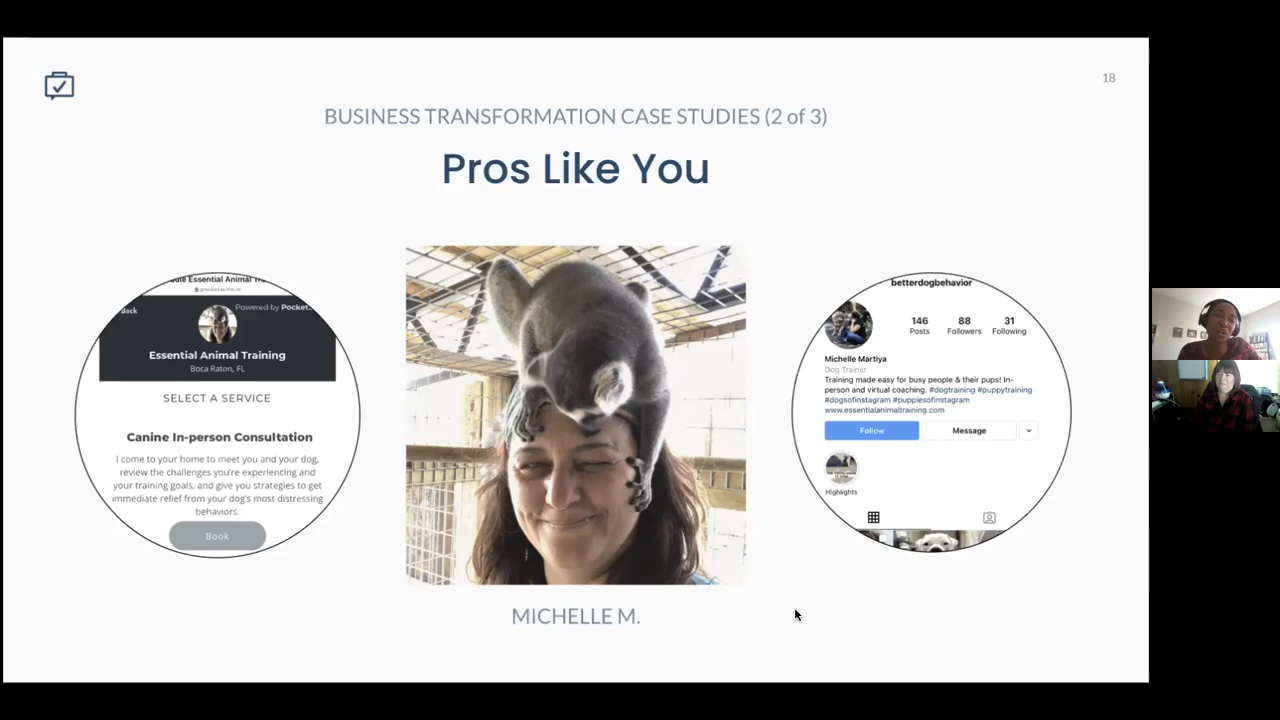 18
BUSINESS TRANSFORMATION CASE STUDIES (2 of 3)
Pros Like You
Essential Animal
Back
Powered by Pocket
Essential Animal Training
Boca Raton, FL
SELECT A SERVICE
Canine In-person Consultation
I come to your home to meet you and your dog,
review the challenges you're experiencing and
your training goals, and give you strategies to get
immediate relief from your dog's most distressing
behaviors.
Book
MICHELLE M.
betterdogbehavior
146 88 31
Posts Followers Following
Michelle Martiya
Dog Trainer
Training made easy for busy people & their pups! In-
person and virtual coaching. #dogtraining #puppytraining
#dogsofinstagram #puppiesofinstagram
www.essentialanimaltraining.com
Follow Message
Highlights